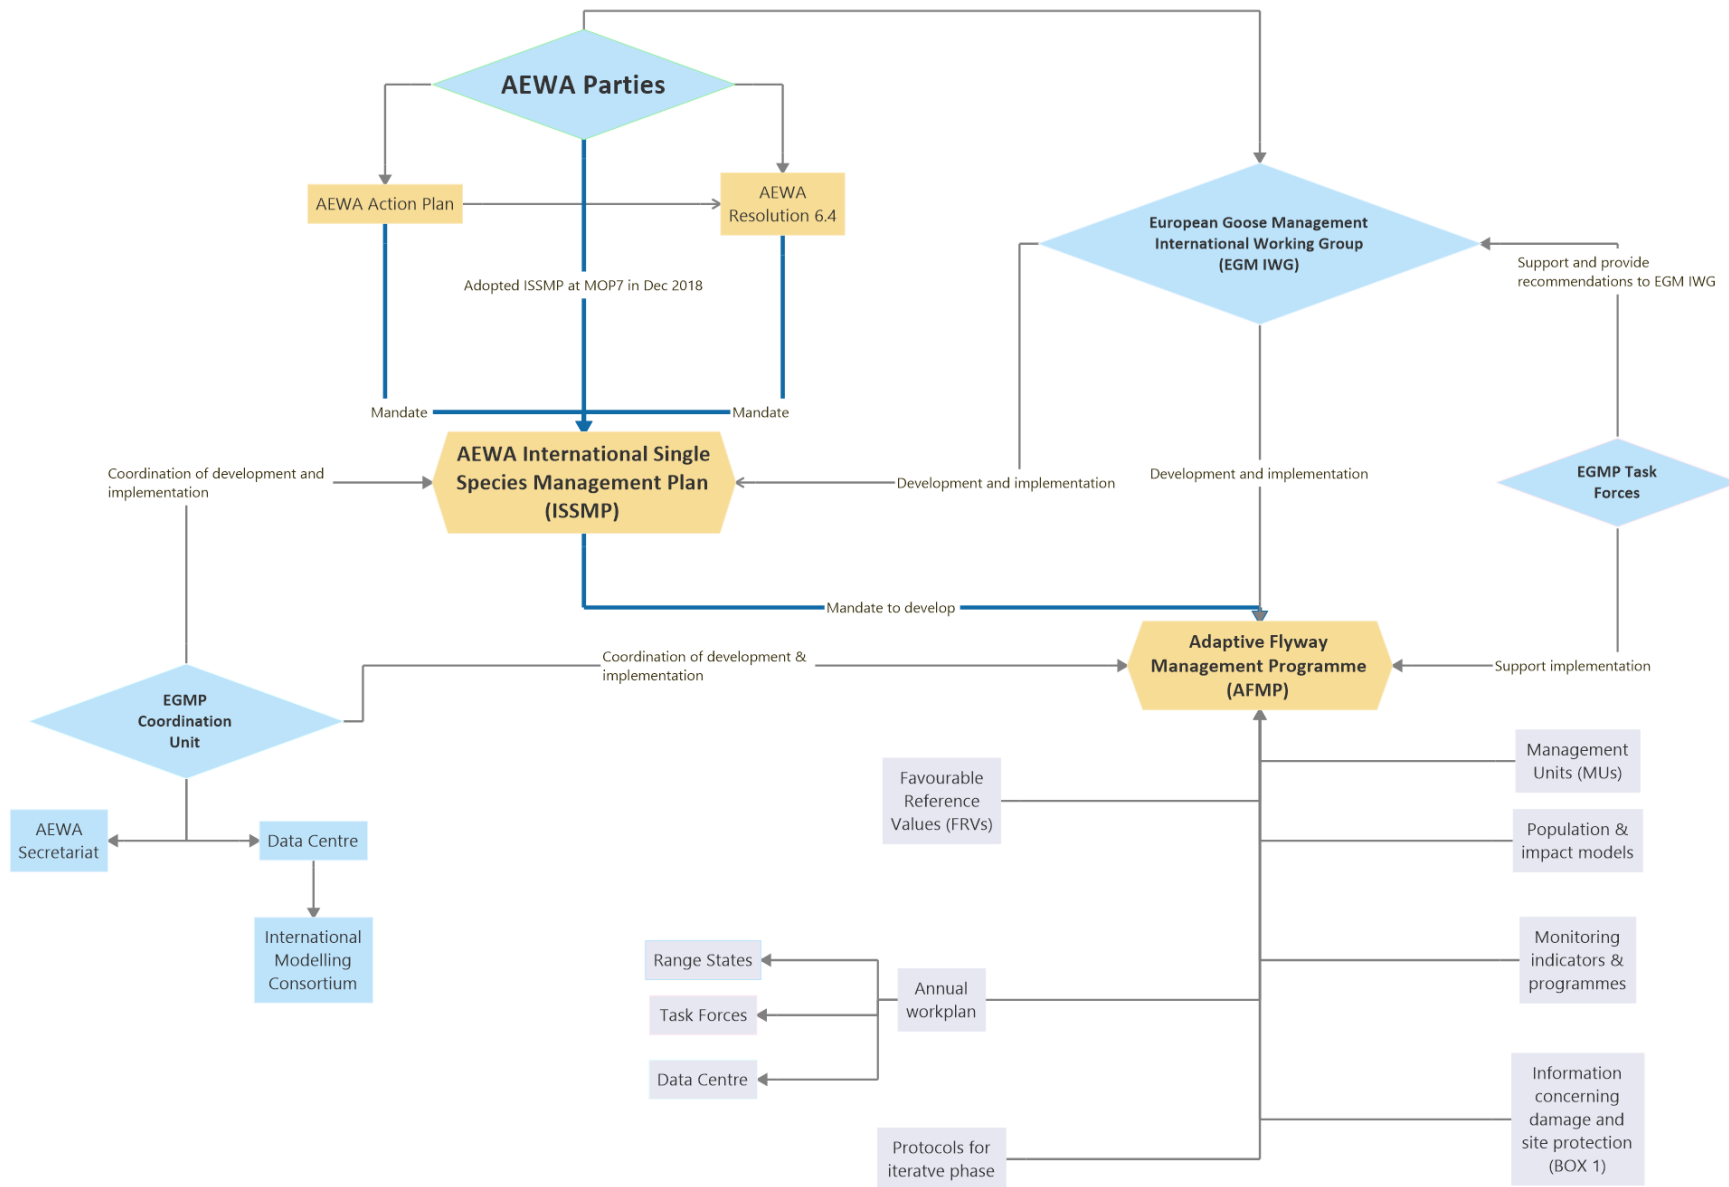 AEWA Parties
AEWA Action Plan
AEWA
Resolution 6.4
European Goose Management
International Working Group
(EGM IWG)
Support and provide
recommendations to EGM IWG
Adopted ISSMP at MOP7 in Dec 2018
Mandate
Mandate
AEWA International Single
Species Management Plan
(ISSMP)
Coordination of development and
implementation
Development and implementation
Development and implementation
EGMP Task
Forces
Mandate to develop
Adaptive Flyway
Management Programme
(AFMP)
Support implementation
Coordination of development &
implementation
EGMP
Coordination
Unit
AEWA
Secretariat
Data Centre
International
Modelling
Consortium
Favourable
Reference
Values (FRVs)
Management
Units (MUs)
Population &
impact models
Monitoring
indicators &
programmes
Range States
Task Forces
Data Centre
Annual
workplan
Information
concerning
damage and
site protection
(BOX 1)
Protocols for
iteratve phase